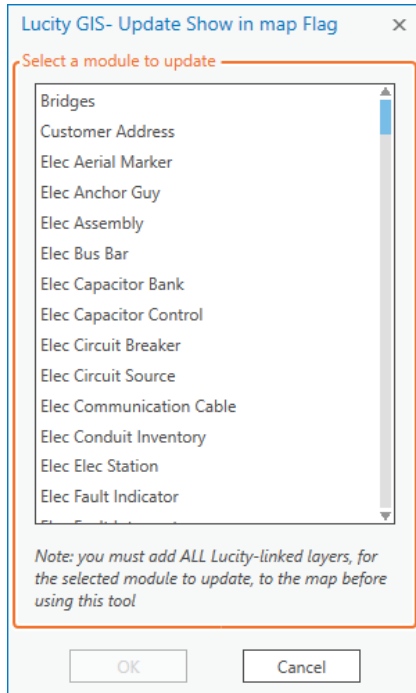 Lucity GIS- Update Show in map Flag
Select a module to update
Bridges
Customer Address
Elec Aerial Marker
Elec Anchor Guy
Elec Assembly
Elec Bus Bar
Elec Capacitor Bank
Elec Capacitor Control
Elec Circuit Breaker
Elec Circuit Source
Elec Communication Cable
Elec Conduit Inventory
Elec Elec Station
Elec Fault Indicator
Note: you must add ALL Lucity-linked layers, for
the selected module to update, to the map before
using this tool
OK
Cancel